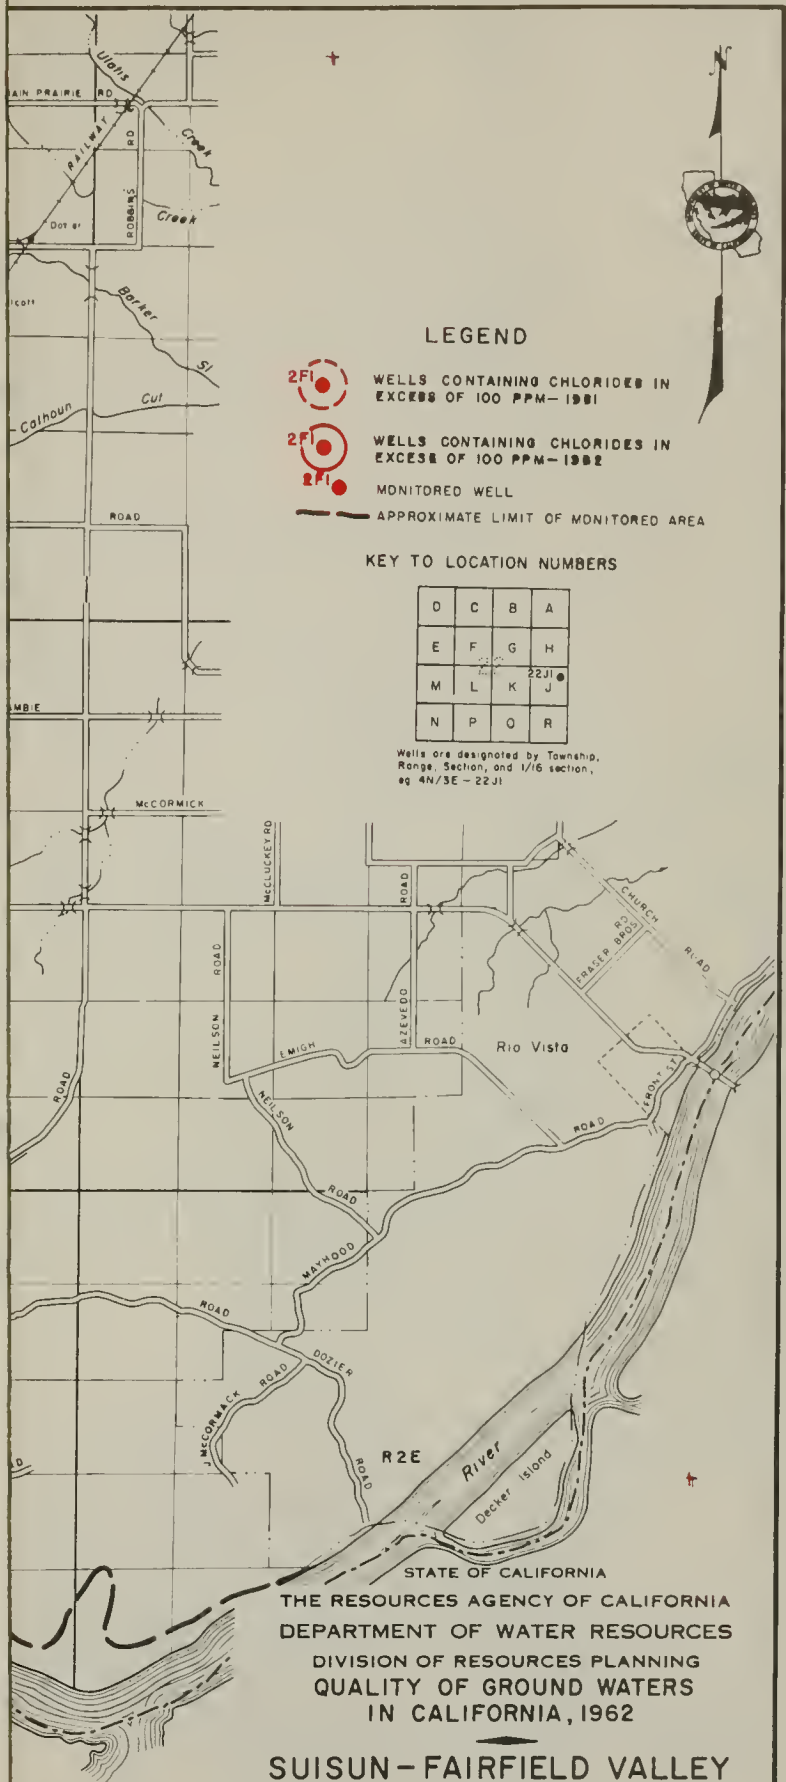 Ulatis
AIN PRAIRIE RD
RAILWAY
RD
Creek
ROBBINS
Creek
N
Barker
Sl
Calhoun Cut
LEGEND
2F1 WELLS CONTAINING CHLORIDES IN
EXCESS OF 100 PPM—1961
2F1 WELLS CONTAINING CHLORIDES IN
EXCESS OF 100 PPM—1962
2F1 MONITORED WELL
APPROXIMATE LIMIT OF MONITORED AREA
ROAD
KEY TO LOCATION NUMBERS
D C B A
E F G H
22J1
M L K J
N P Q R
Wells are designated by Township,
Range, Section, and 1/16 section,
eg 4N/3E – 22J1
MBIE
McCORMICK
McCLUCKEY RD
ROAD
CHURCH
ROAD
FRASER BROS
RD
NEILSON ROAD
AZEVEDO
EMIGH
ROAD
Rio Vista
ROAD
NEILSON
FRONT ST
ROAD
ROAD
MAYHOOD
ROAD
DOZIER
J McCORMACK ROAD
ROAD
R2E
River
Decker Island
STATE OF CALIFORNIA
THE RESOURCES AGENCY OF CALIFORNIA
DEPARTMENT OF WATER RESOURCES
DIVISION OF RESOURCES PLANNING
QUALITY OF GROUND WATERS
IN CALIFORNIA, 1962
SUISUN–FAIRFIELD VALLEY